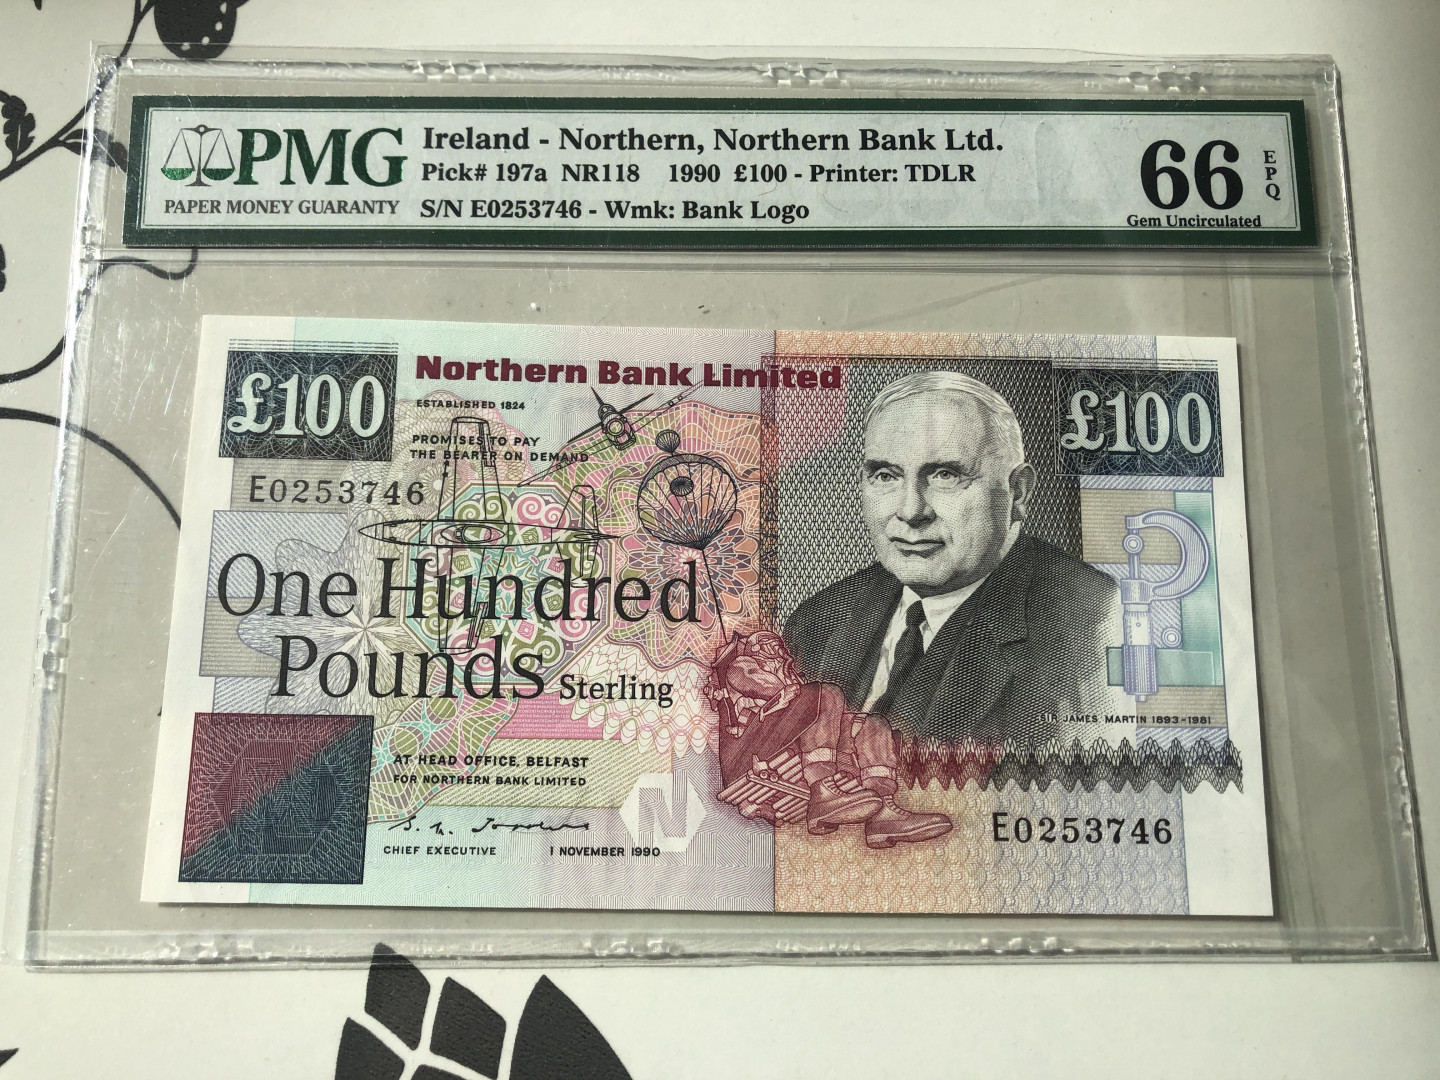 PMG
PAPER MONEY GUARANTY
Ireland - Northern, Northern Bank Ltd.
Pick# 197a NR118 1990 £100 - Printer: TDLR
S/N E0253746 - Wmk: Bank Logo
66
EPQ
Gem Uncirculated
£100
Northern Bank Limited
£100
ESTABLISHED 1824
PROMISES TO PAY
THE BEARER ON DEMAND
E0253746
One Hundred
Pounds Sterling
SIR JAMES MARTIN 1893-1981
AT HEAD OFFICE, BELFAST
FOR NORTHERN BANK LIMITED
N
CHIEF EXECUTIVE
1 NOVEMBER 1990
E0253746